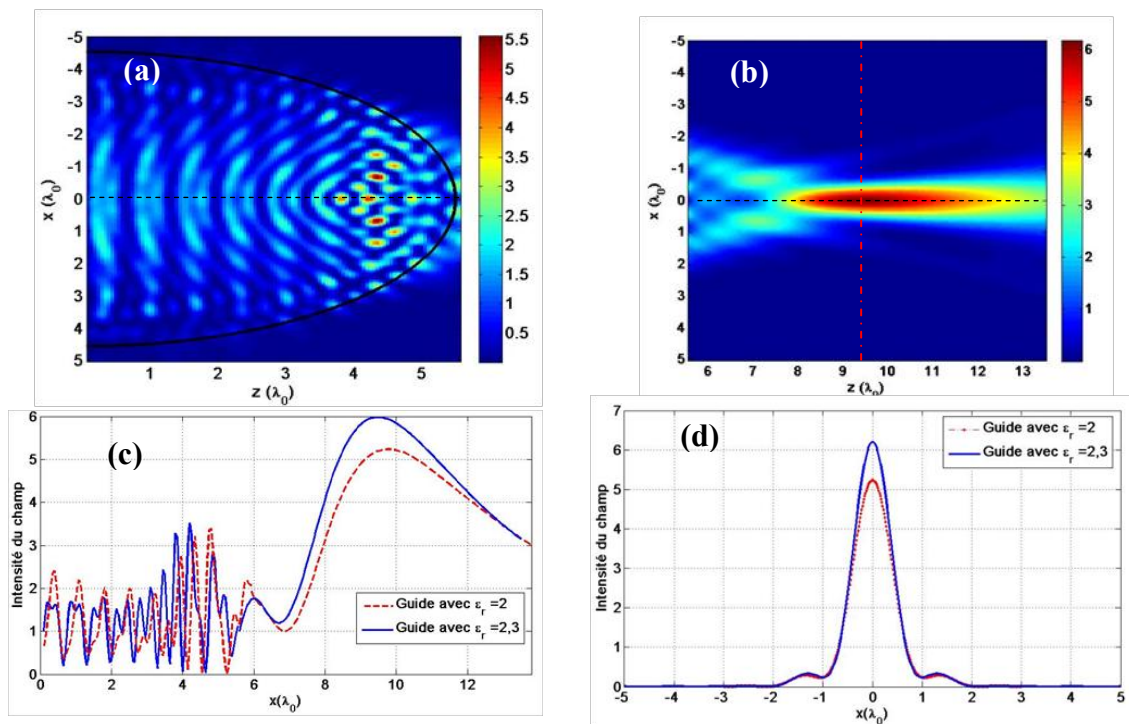 (a)
-5
-4
-3
-2
-1
0
1
2
3
4
5
x (λ₀)
1 2 3 4 5
z (λ₀)
5.5
5
4.5
4
3.5
3
2.5
2
1.5
1
0.5
(b)
-5
-4
-3
-2
-1
0
1
2
3
4
5
x (λ₀)
6 7 8 9 10 11 12 13
z (λ₀)
6
5
4
3
2
1
(c)
6
5
4
3
2
1
0
Intensité du champ
Guide avec εᵣ =2
Guide avec εᵣ =2,3
0 2 4 6 8 10 12
x(λ₀)
(d)
7
6
5
4
3
2
1
0
Intensité du champ
Guide avec εᵣ =2
Guide avec εᵣ =2,3
-5 -4 -3 -2 -1 0 1 2 3 4 5
x(λ₀)